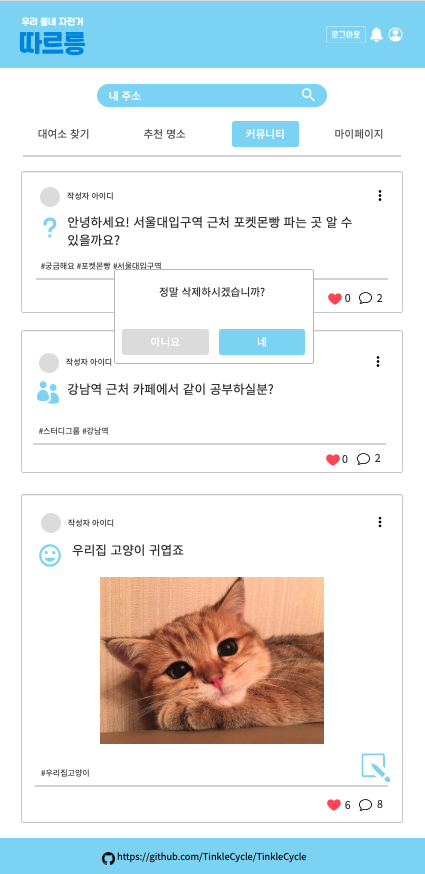 우리 동네 자전거
따르릉
로그아웃
내 주소
대여소 찾기
추천 명소
커뮤니티
마이페이지
작성자 아이디
?
안녕하세요! 서울대입구역 근처 포켓몬빵 파는 곳 알 수
있을까요?
#궁금해요 #포켓몬빵 #서울대입구역
0
2
정말 삭제하시겠습니까?
아니요
네
작성자 아이디
강남역 근처 카페에서 같이 공부하실분?
#스터디그룹 #강남역
0
2
작성자 아이디
우리집 고양이 귀엽죠
#우리집고양이
6
8
https://github.com/TinkleCycle/TinkleCycle